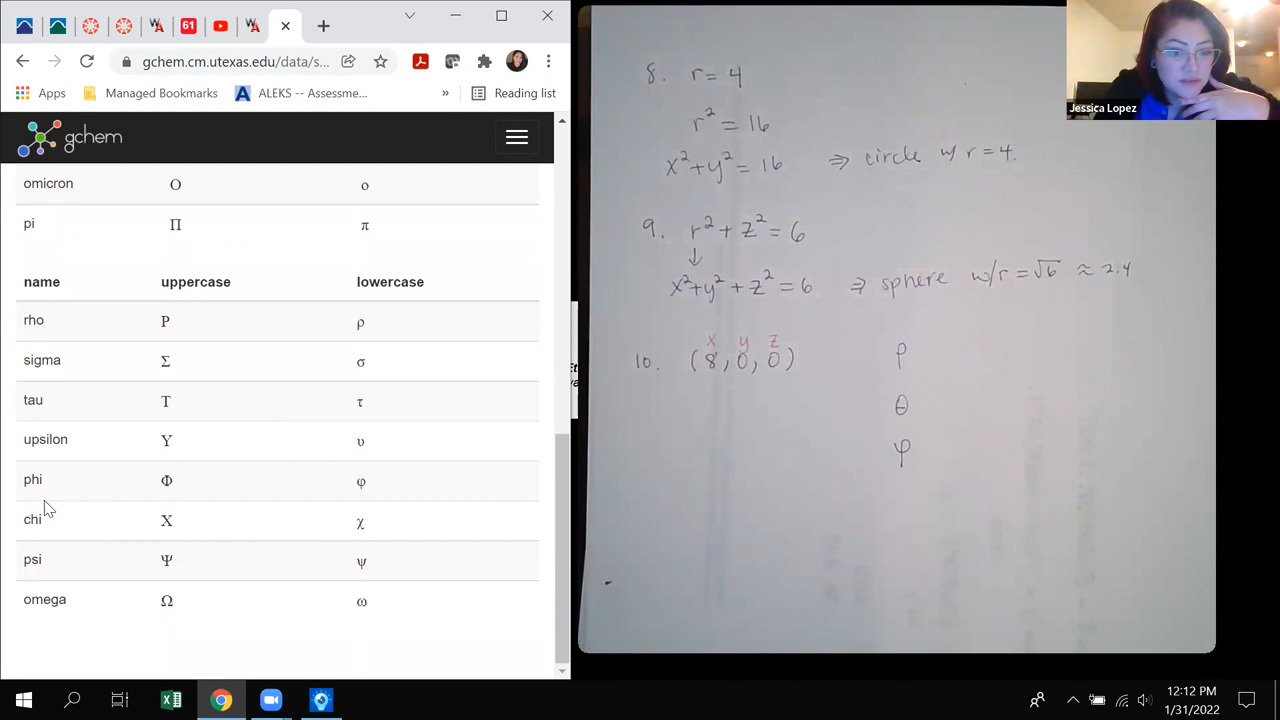 61
gchem.cm.utexas.edu/data/s...
Apps
Managed Bookmarks
ALEKS -- Assessme...
»
Reading list
gchem
omicron Ο ο
pi Π π
name uppercase lowercase
rho Ρ ρ
sigma Σ σ
tau Τ τ
upsilon Υ υ
phi Φ φ
chi Χ χ
psi Ψ ψ
omega Ω ω
8. r = 4
r² = 16
x² + y² = 16 ⇒ circle w/ r = 4.
9. r² + z² = 6
↓
x² + y² + z² = 6 ⇒ sphere w/ r = √6 ≈ 2.4
x y z
10. (8, 0, 0) ρ
θ
φ
Jessica Lopez
12:12 PM
1/31/2022